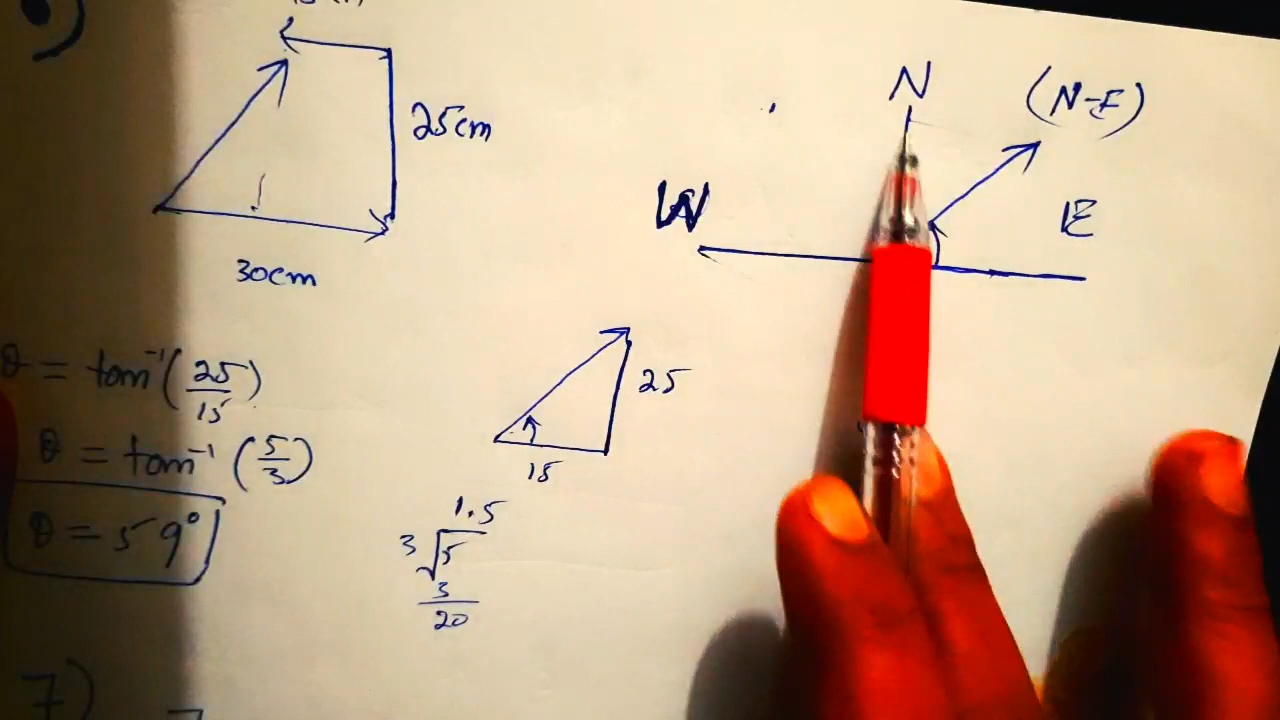 25cm
30cm
N
(N-E)
W
E
θ = tan⁻¹(25/15)
θ = tan⁻¹(5/3)
θ = 59°
25
15
1.5
3√5
3
20
7)